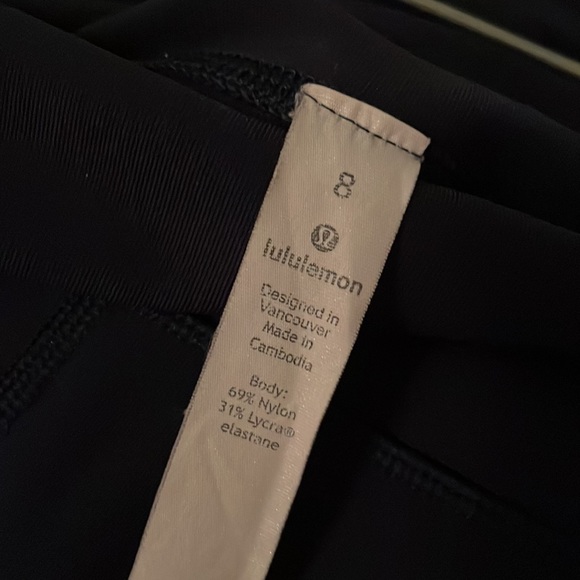 8
lululemon
Designed in
Vancouver
Made in
Cambodia
Body:
69% Nylon
31% Lycra®
elastane